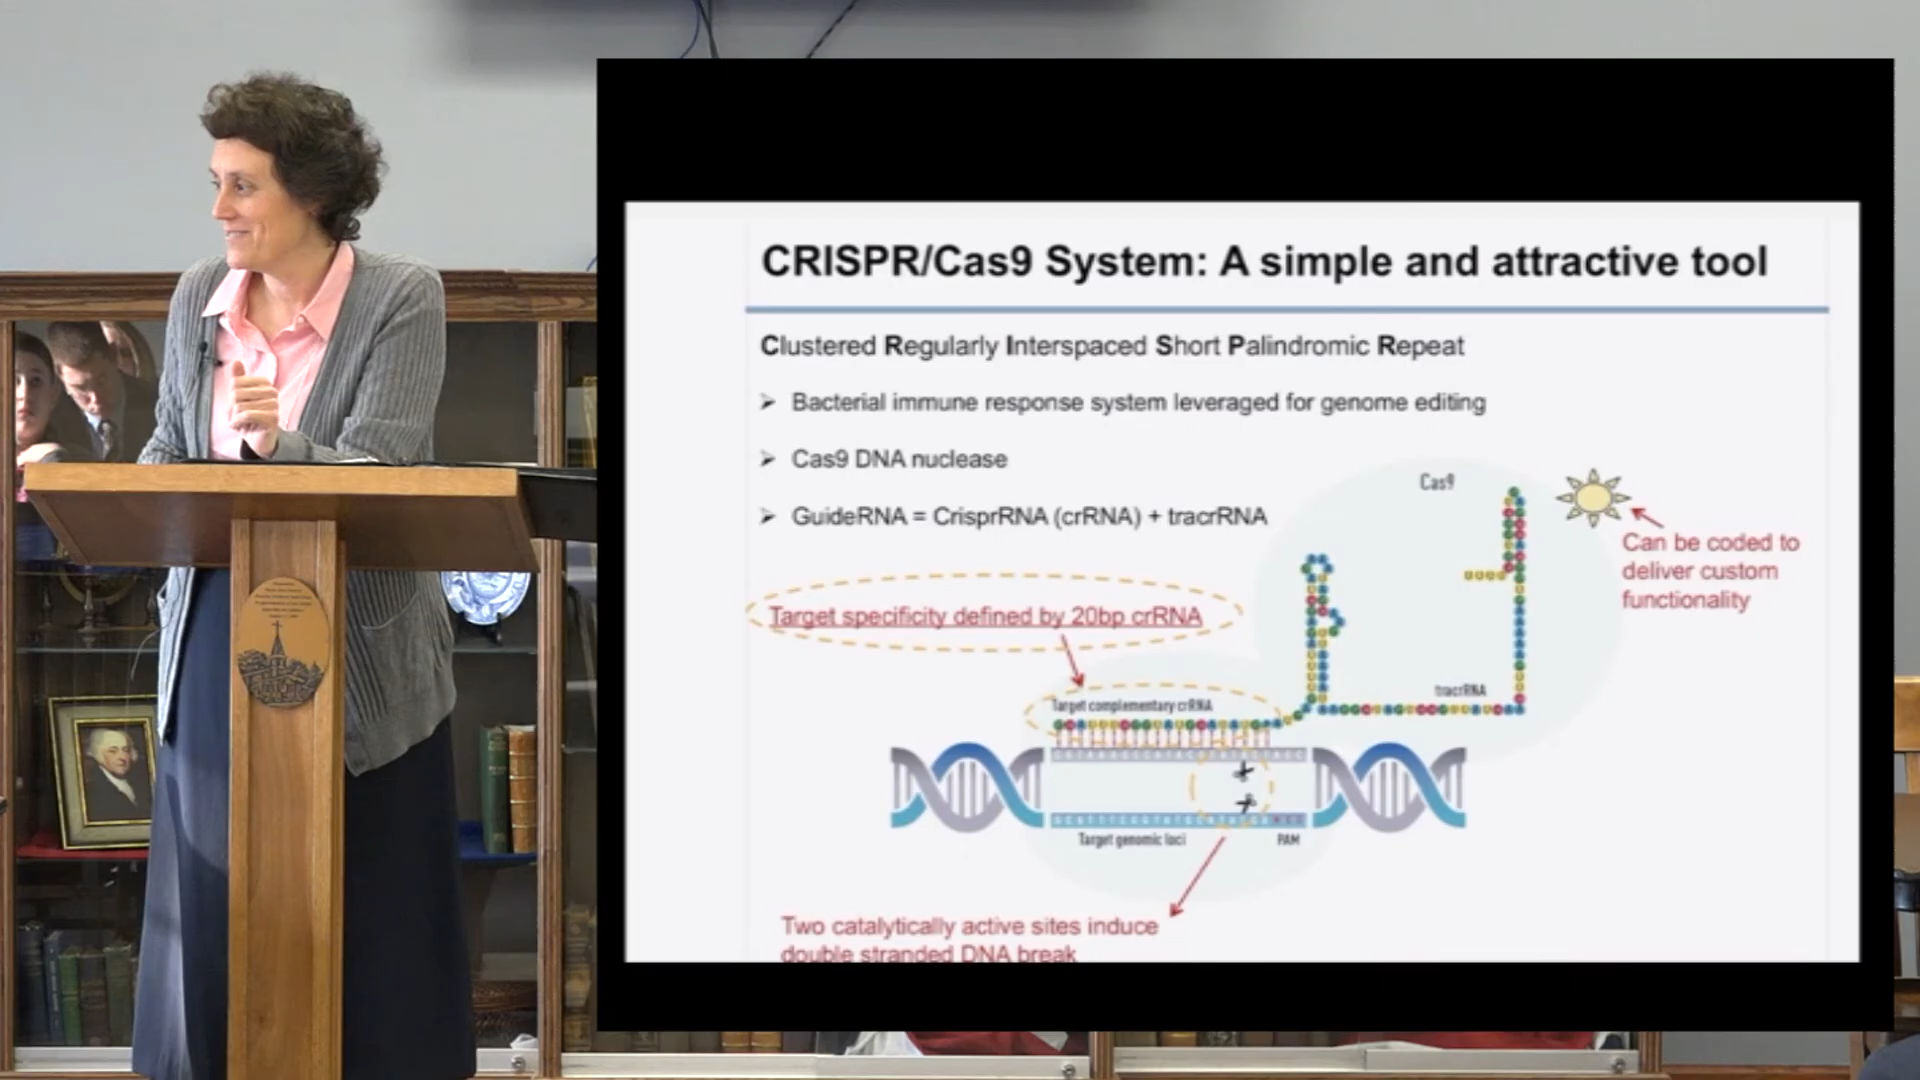 CRISPR/Cas9 System: A simple and attractive tool
Clustered Regularly Interspaced Short Palindromic Repeat
➢ Bacterial immune response system leveraged for genome editing
➢ Cas9 DNA nuclease
➢ GuideRNA = CrisprRNA (crRNA) + tracrRNA
Cas9
Can be coded to
deliver custom
functionality
Target specificity defined by 20bp crRNA
tracrRNA
Target complementary crRNA
Target genomic loci
PAM
Two catalytically active sites induce
double stranded DNA break